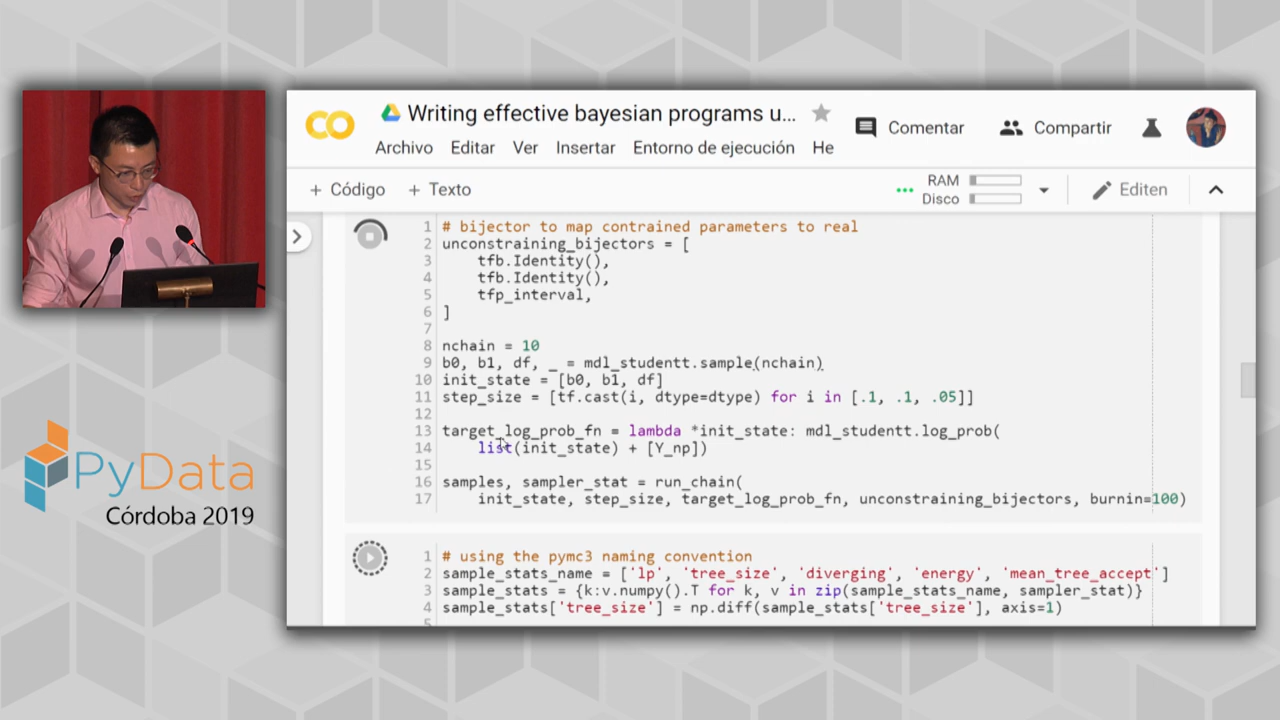 CO
Writing effective bayesian programs u...
Comentar
Compartir
Archivo Editar Ver Insertar Entorno de ejecución He
+ Código + Texto
RAM
Disco
Editen
1 # bijector to map contrained parameters to real
2 unconstraining_bijectors = [
3 tfb.Identity(),
4 tfb.Identity(),
5 tfp_interval,
6 ]
7
8 nchain = 10
9 b0, b1, df, _ = mdl_studentt.sample(nchain)
10 init_state = [b0, b1, df]
11 step_size = [tf.cast(i, dtype=dtype) for i in [.1, .1, .05]]
12
13 target_log_prob_fn = lambda *init_state: mdl_studentt.log_prob(
14 list(init_state) + [Y_np])
15
16 samples, sampler_stat = run_chain(
17 init_state, step_size, target_log_prob_fn, unconstraining_bijectors, burnin=100)
1 # using the pymc3 naming convention
2 sample_stats_name = ['lp', 'tree_size', 'diverging', 'energy', 'mean_tree_accept']
3 sample_stats = {k:v.numpy().T for k, v in zip(sample_stats_name, sampler_stat)}
4 sample_stats['tree_size'] = np.diff(sample_stats['tree_size'], axis=1)
PyData
Córdoba 2019